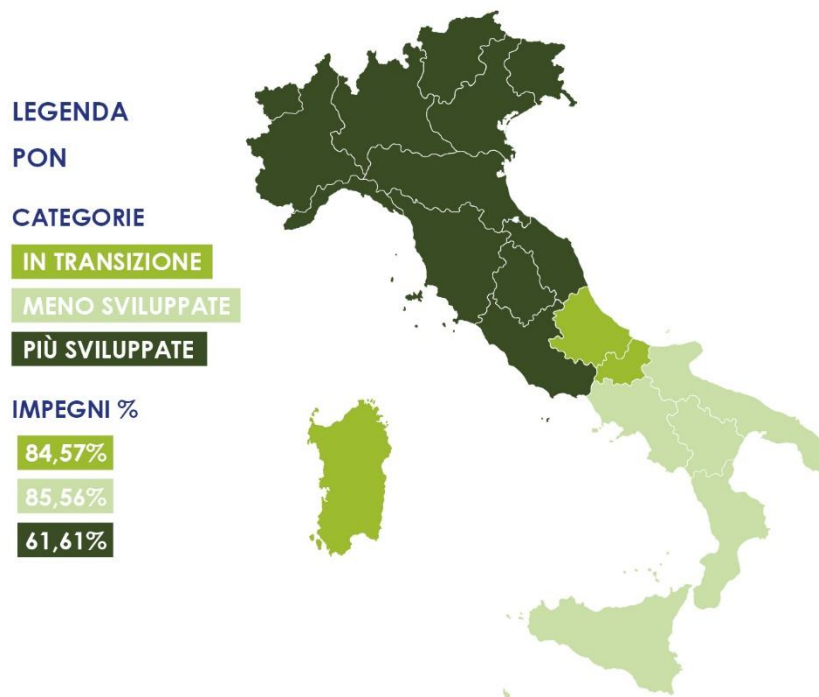 LEGENDA
PON
CATEGORIE
IN TRANSIZIONE
MENO SVILUPPATE
PIÙ SVILUPPATE
IMPEGNI %
84,57%
85,56%
61,61%